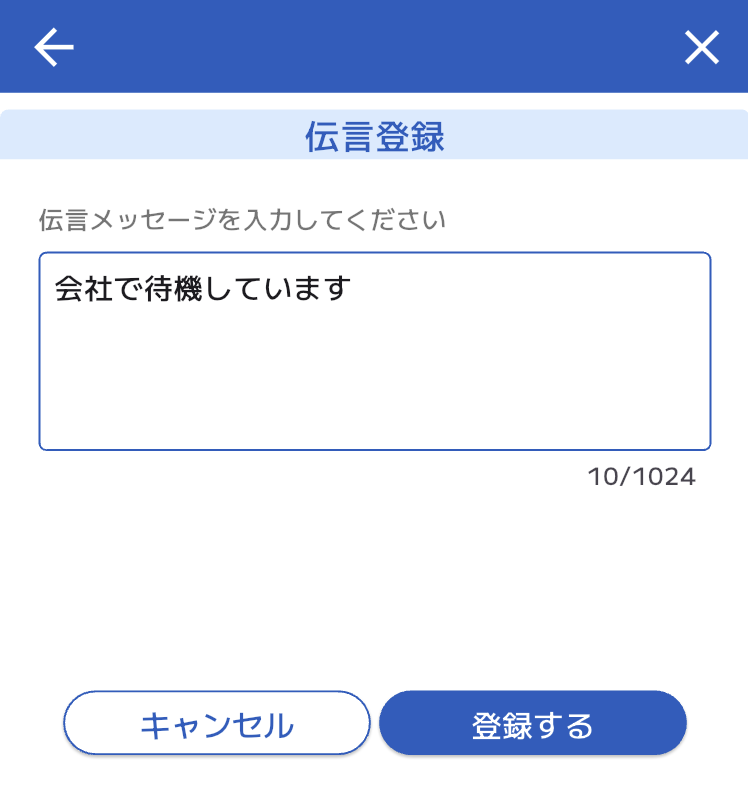 伝言登録
伝言メッセージを入力してください
会社で待機しています
10/1024
キャンセル
登録する